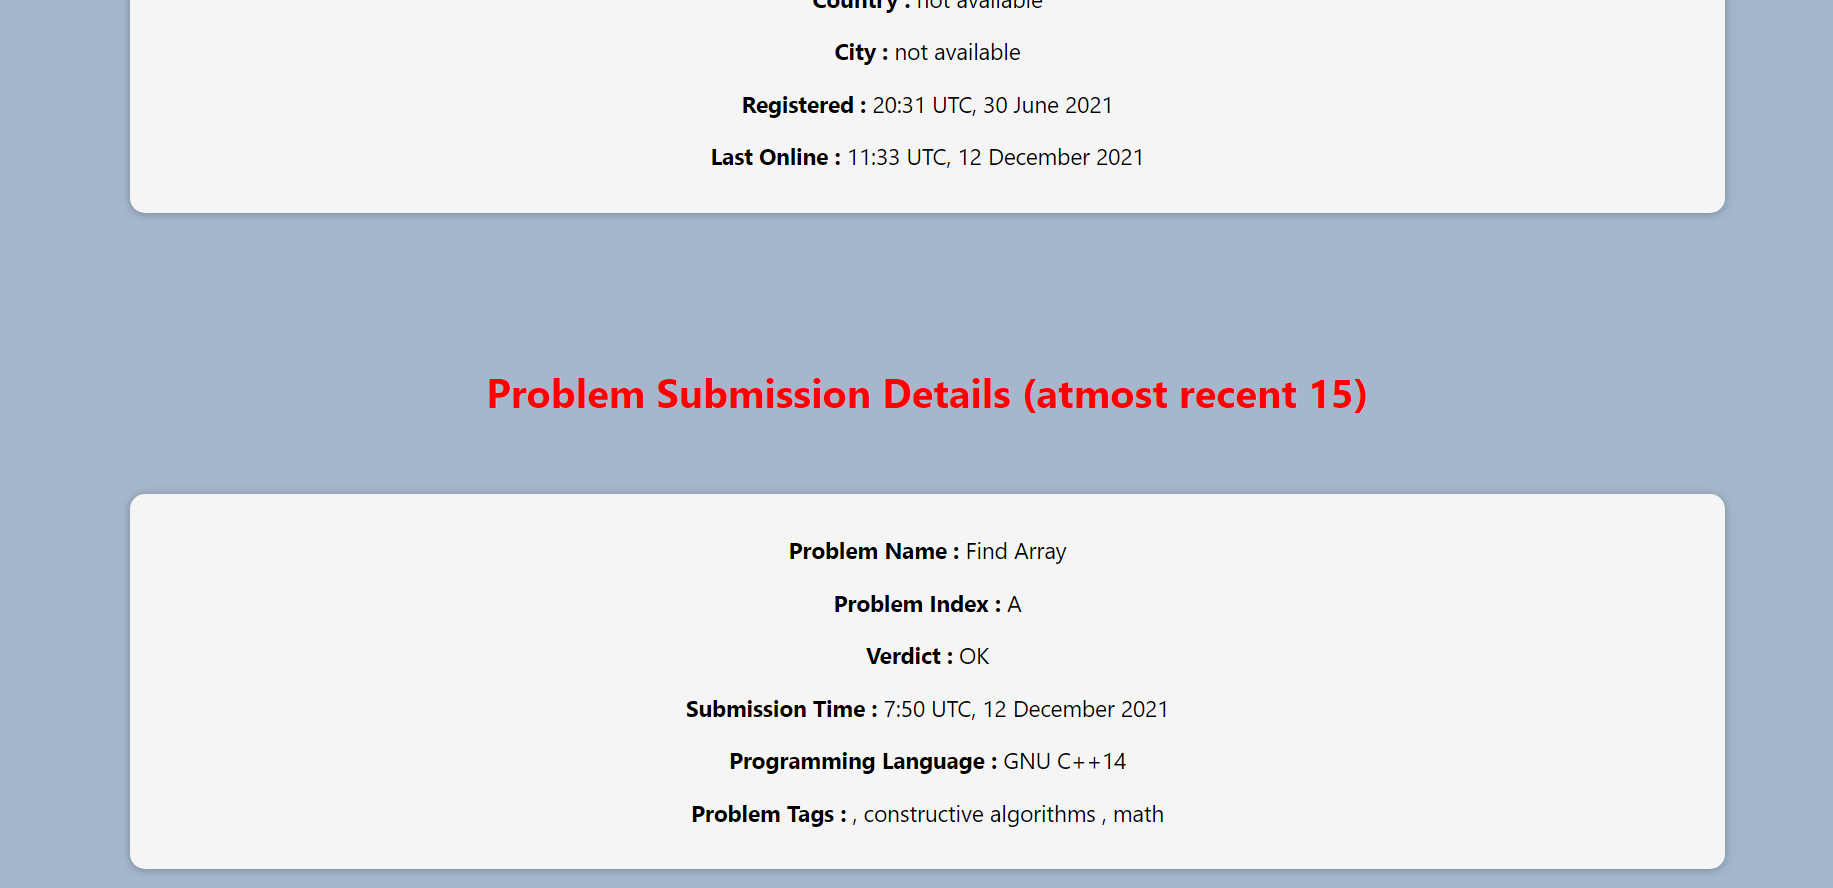 Country : not available
City : not available
Registered : 20:31 UTC, 30 June 2021
Last Online : 11:33 UTC, 12 December 2021
Problem Submission Details (atmost recent 15)
Problem Name : Find Array
Problem Index : A
Verdict : OK
Submission Time : 7:50 UTC, 12 December 2021
Programming Language : GNU C++14
Problem Tags : , constructive algorithms , math